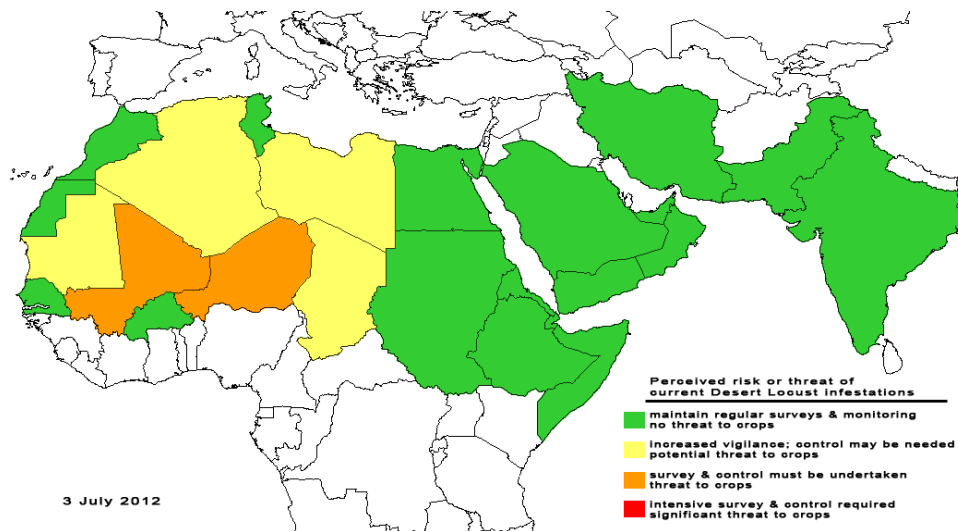 Perceived risk or threat of
current Desert Locust infestations
maintain regular surveys & monitoring
no threat to crops
increased vigilance; control may be needed
potential threat to crops
survey & control must be undertaken
threat to crops
intensive survey & control required
significant threat to crops
3 July 2012